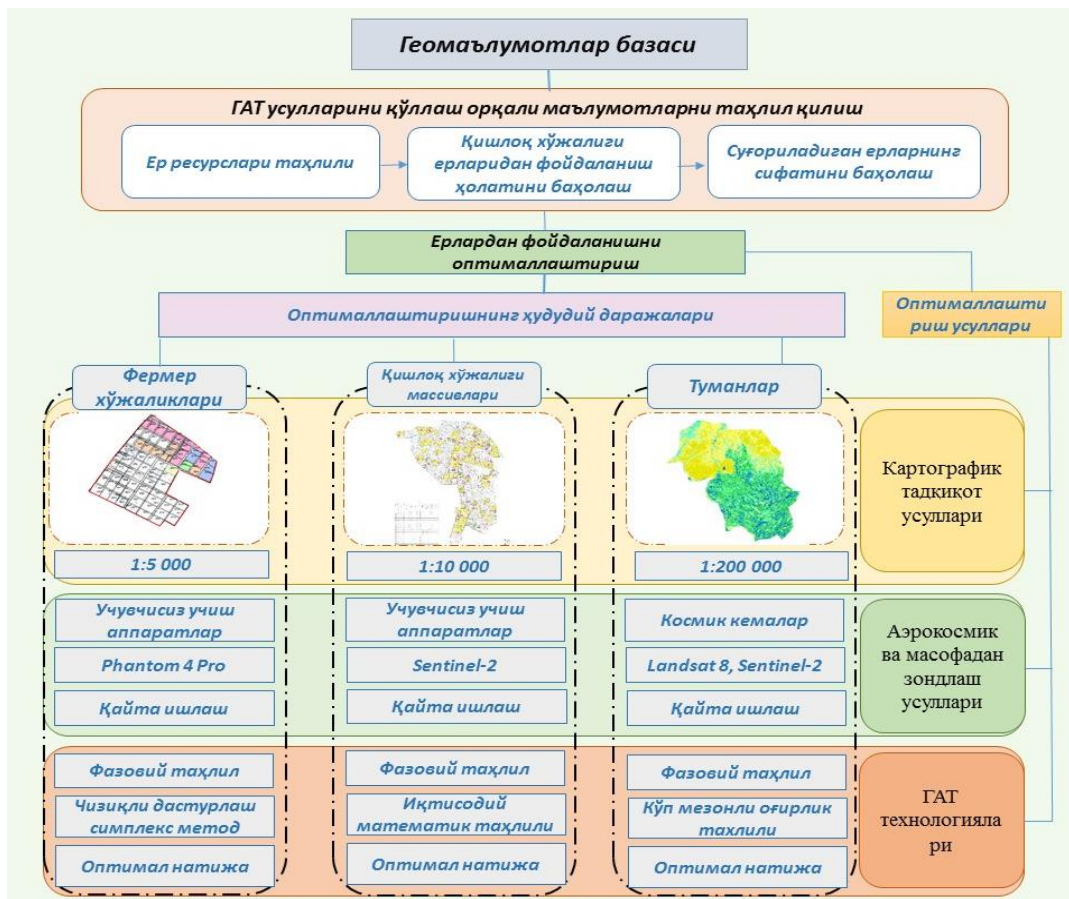 Геомаълумотлар базаси
ГАТ усулларини қўллаш орқали маълумотларни таҳлил қилиш
Ер ресурслари таҳлили
Қишлоқ хўжалиги
ерларидан фойдаланиш
ҳолатини баҳолаш
Суғориладиган ерларнинг
сифатини баҳолаш
Ерлардан фойдаланишни
оптималлаштириш
Оптималлаштиришнинг ҳудудий даражалари
Оптималлашти
риш усуллари
Фермер
хўжаликлари
Қишлоқ хўжалиги
массивлари
Туманлар
Картографик
тадқиқот
усуллари
1:5 000
1:10 000
1:200 000
Учувчисиз учиш
аппаратлар
Учувчисиз учиш
аппаратлар
Космик кемалар
Phantom 4 Pro
Sentinel-2
Landsat 8, Sentinel-2
Қайта ишлаш
Қайта ишлаш
Қайта ишлаш
Аэрокосмик
ва масофадан
зондлаш
усуллари
Фазовий таҳлил
Фазовий таҳлил
Фазовий таҳлил
Чизиқли дастурлаш
симплекс метод
Иқтисодий
математик таҳлили
Кўп мезонли оғирлик
тахлили
Оптимал натижа
Оптимал натижа
Оптимал натижа
ГАТ
технологияла
ри